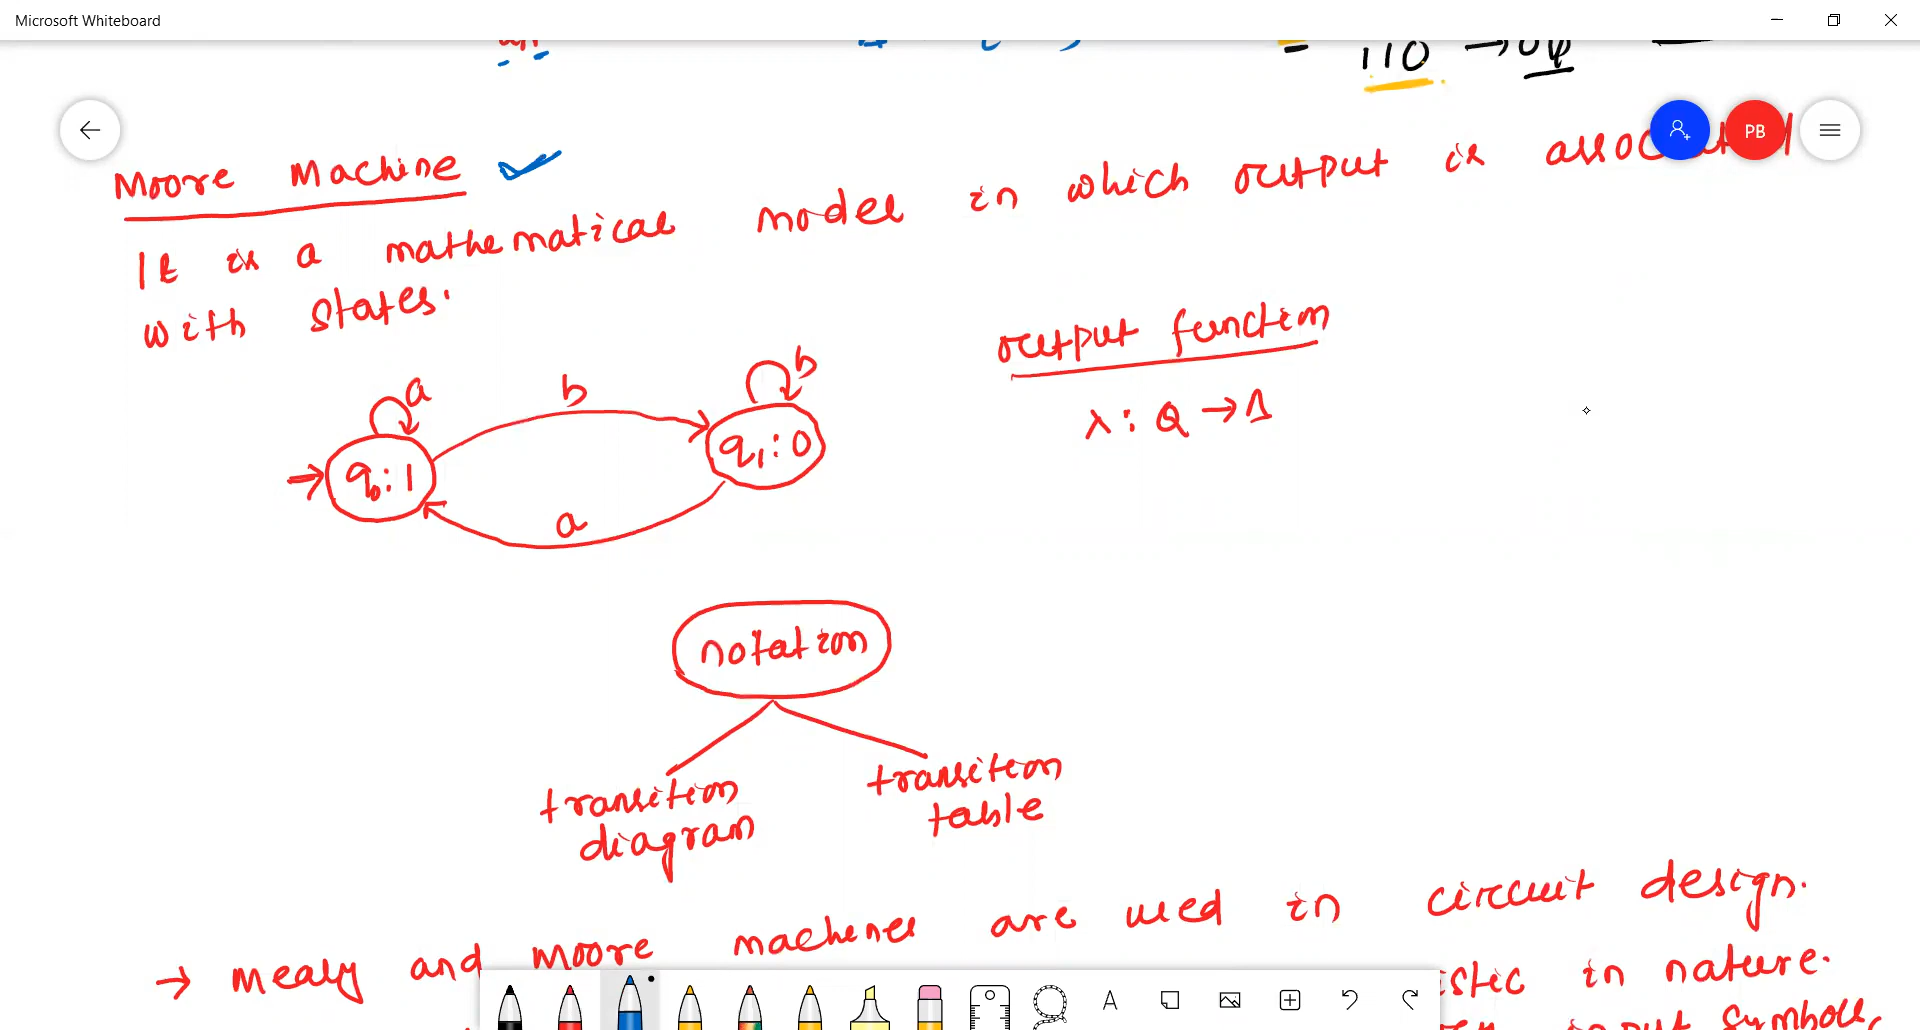 Microsoft Whiteboard
110 →
PB
Moore Machine
It is a mathematical model in which output is
with states.
output function
λ : Q → Δ
a
b
b
q0 : 1
q1 : 0
a
notation
transition
diagram
transition
table
→ mealy and moore machines are used in circuit design.
in nature.
input symbols,
A